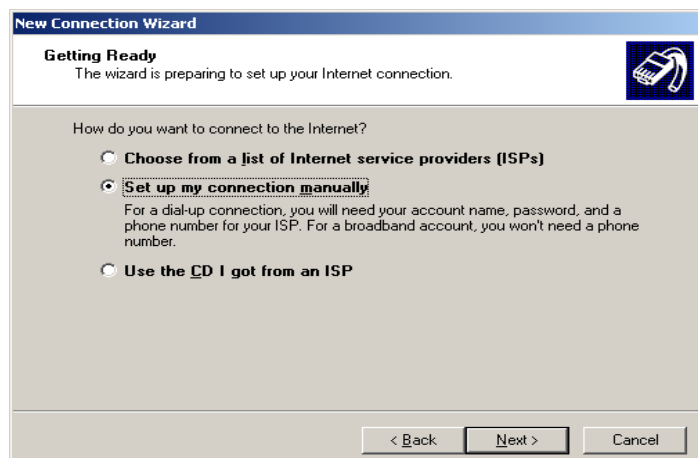 New Connection Wizard
Getting Ready
The wizard is preparing to set up your Internet connection.
How do you want to connect to the Internet?
Choose from a list of Internet service providers (ISPs)
Set up my connection manually
For a dial-up connection, you will need your account name, password, and a
phone number for your ISP. For a broadband account, you won't need a phone
number.
Use the CD I got from an ISP
< Back
Next >
Cancel